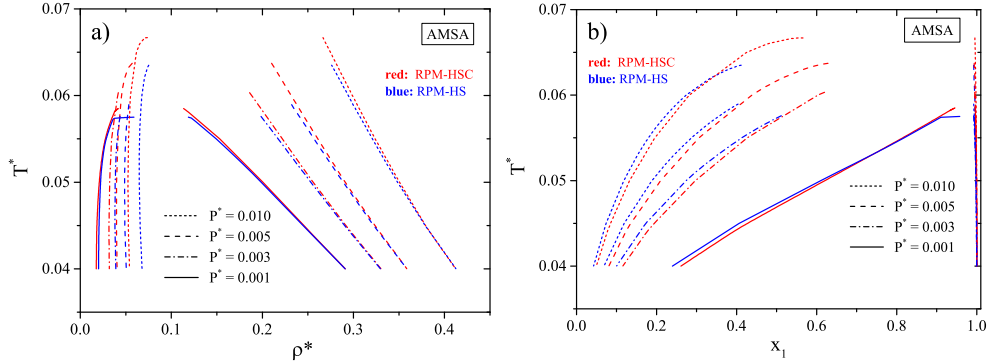 a)
AMSA
red: RPM-HSC
blue: RPM-HS
P* = 0.010
P* = 0.005
P* = 0.003
P* = 0.001
T*
0.07
0.06
0.05
0.04
0.0
0.1
0.2
0.3
0.4
ρ*
b)
AMSA
red: RPM-HSC
blue: RPM-HS
P* = 0.010
P* = 0.005
P* = 0.003
P* = 0.001
T*
0.07
0.06
0.05
0.04
0.0
0.2
0.4
0.6
0.8
1.0
x₁